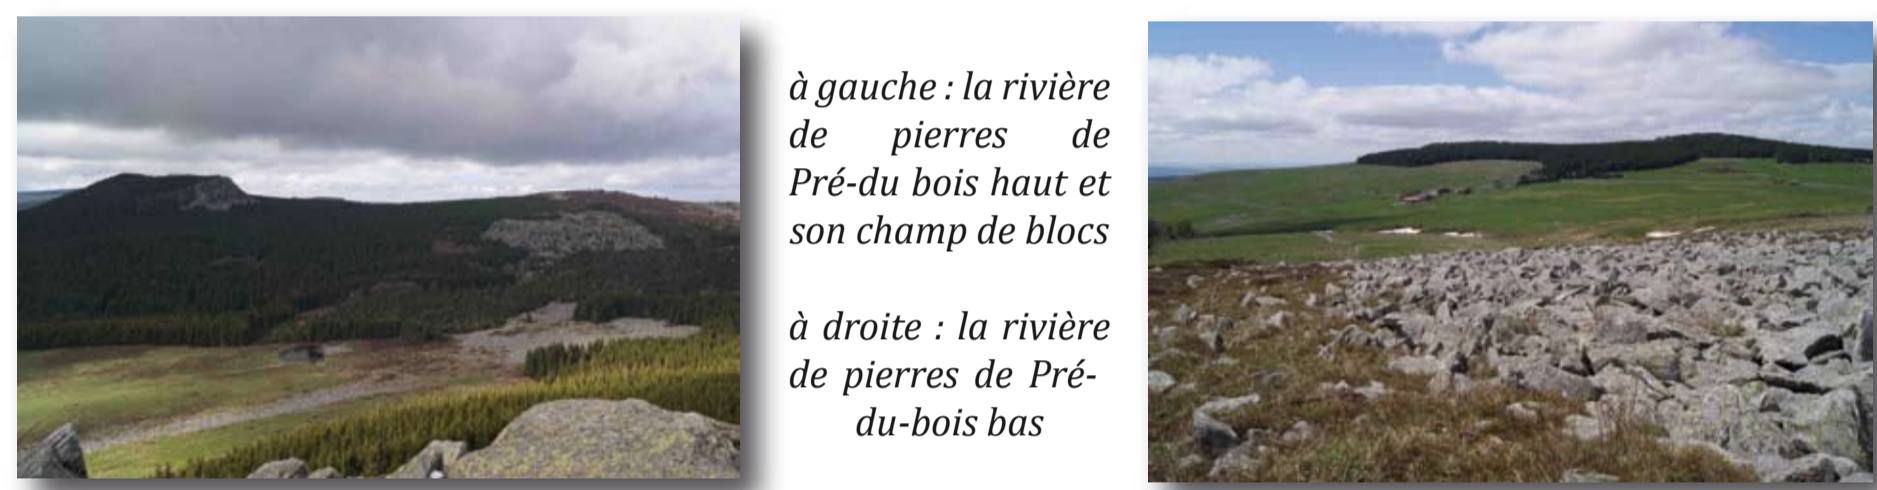 à gauche : la rivière
de pierres de
Pré-du bois haut et
son champ de blocs
à droite : la rivière
de pierres de Pré-
du-bois bas